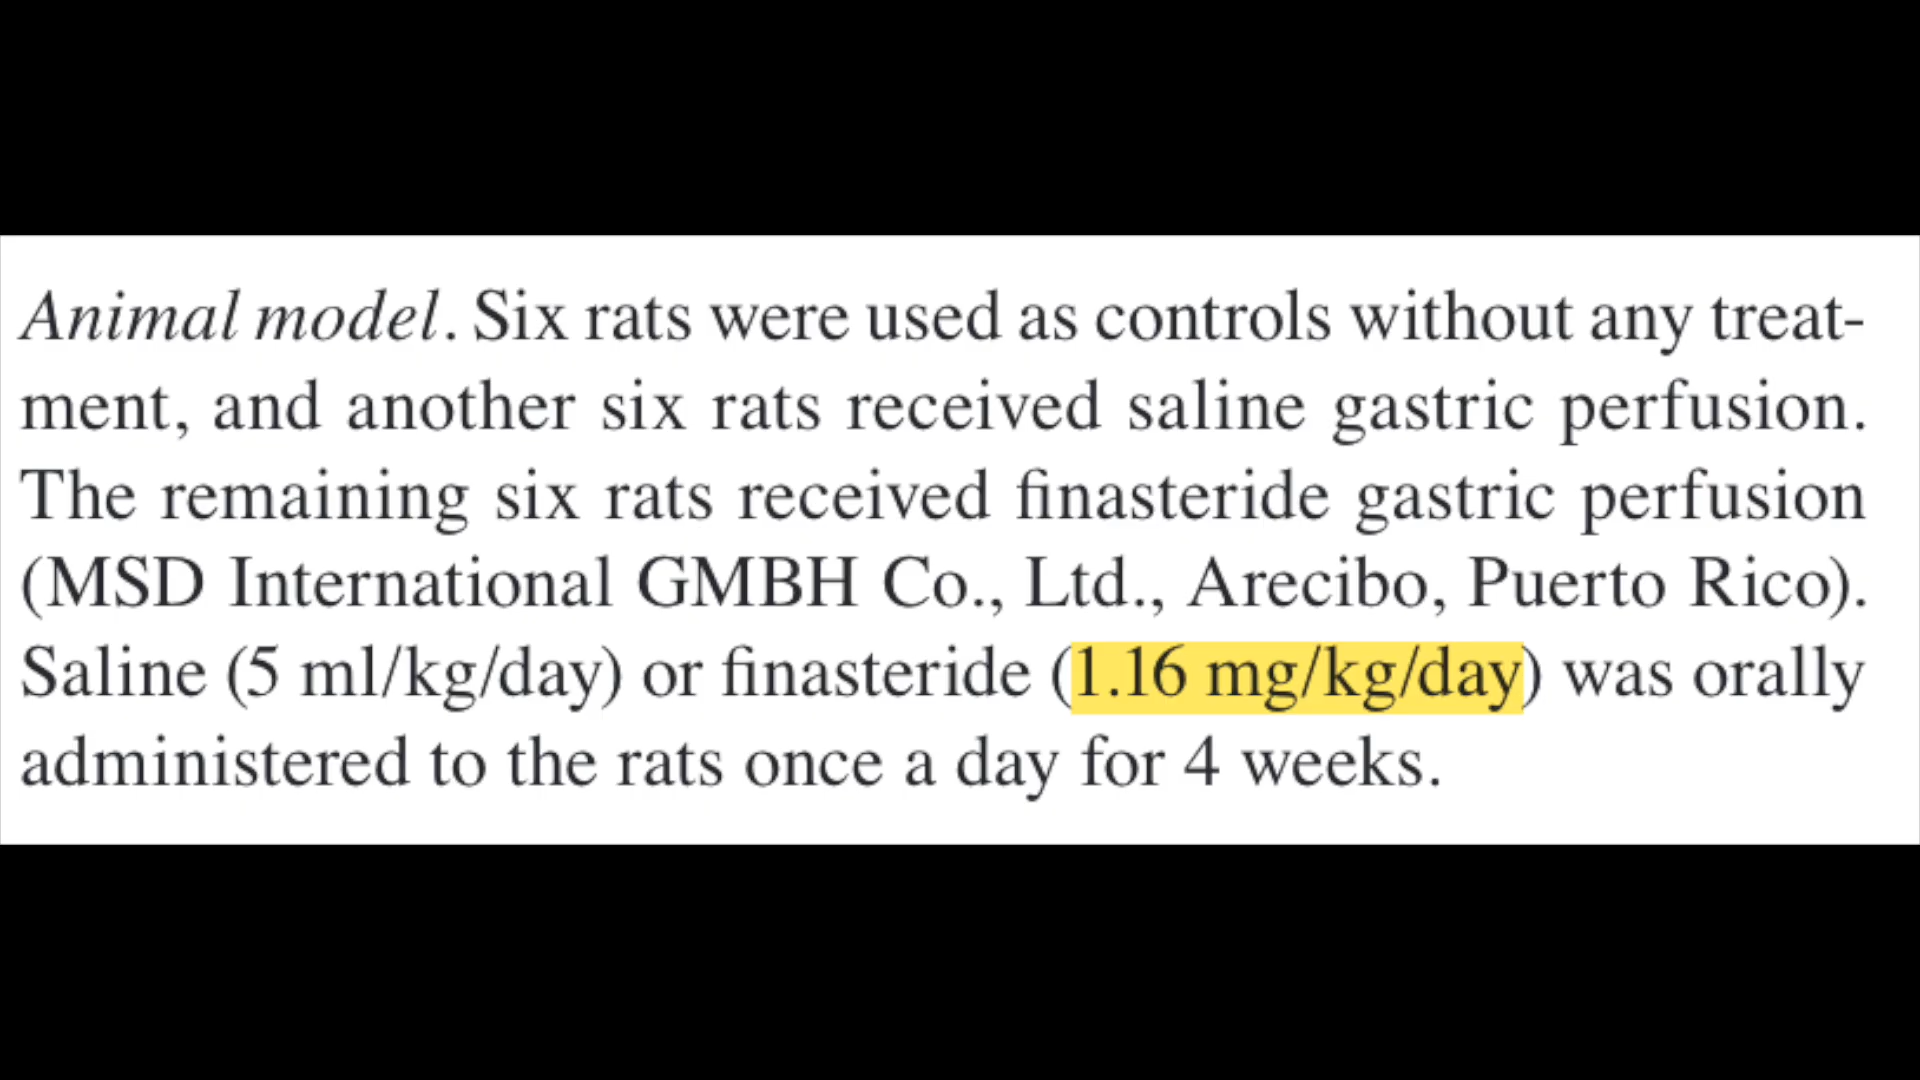 Animal model. Six rats were used as controls without any treat-
ment, and another six rats received saline gastric perfusion.
The remaining six rats received finasteride gastric perfusion
(MSD International GMBH Co., Ltd., Arecibo, Puerto Rico).
Saline (5 ml/kg/day) or finasteride (1.16 mg/kg/day) was orally
administered to the rats once a day for 4 weeks.